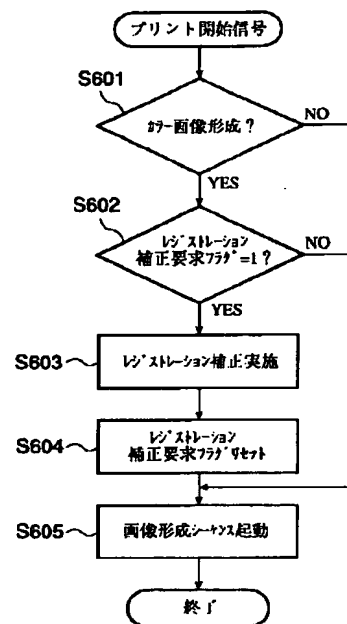 プリント開始信号
S601
カラー画像形成?
NO
YES
S602
レジストレーション
補正要求フラグ=1?
NO
YES
S603
レジストレーション補正実施
S604
レジストレーション
補正要求フラグリセット
S605
画像形成シーケンス起動
終了